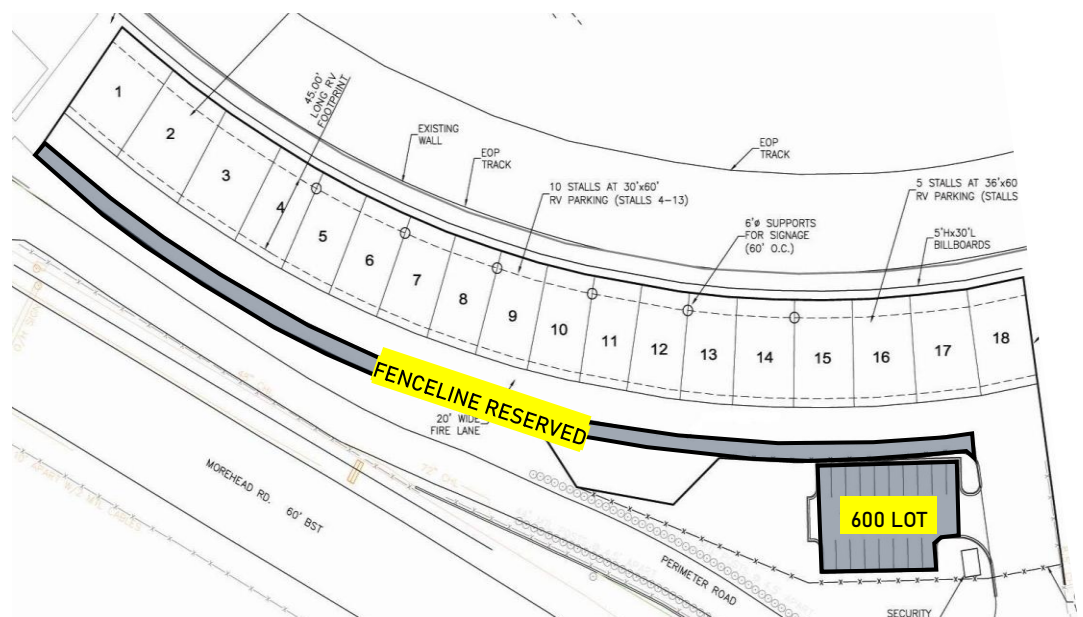 45.00'
LONG RV
FOOTPRINT
EXISTING
WALL
EOP
TRACK
EOP
TRACK
10 STALLS AT 30'x60'
RV PARKING (STALLS 4-13)
5 STALLS AT 36'x60
RV PARKING (STALLS
6'ø SUPPORTS
FOR SIGNAGE
(60' O.C.)
5'Hx30'L
BILLBOARDS
1
2
3
4
5
6
7
8
9
10
11
12
13
14
15
16
17
18
FENCELINE RESERVED
20' WIDE
FIRE LANE
72" CHL
MOREHEAD RD.
60' BST
600 LOT
PERIMETER ROAD
SECURITY